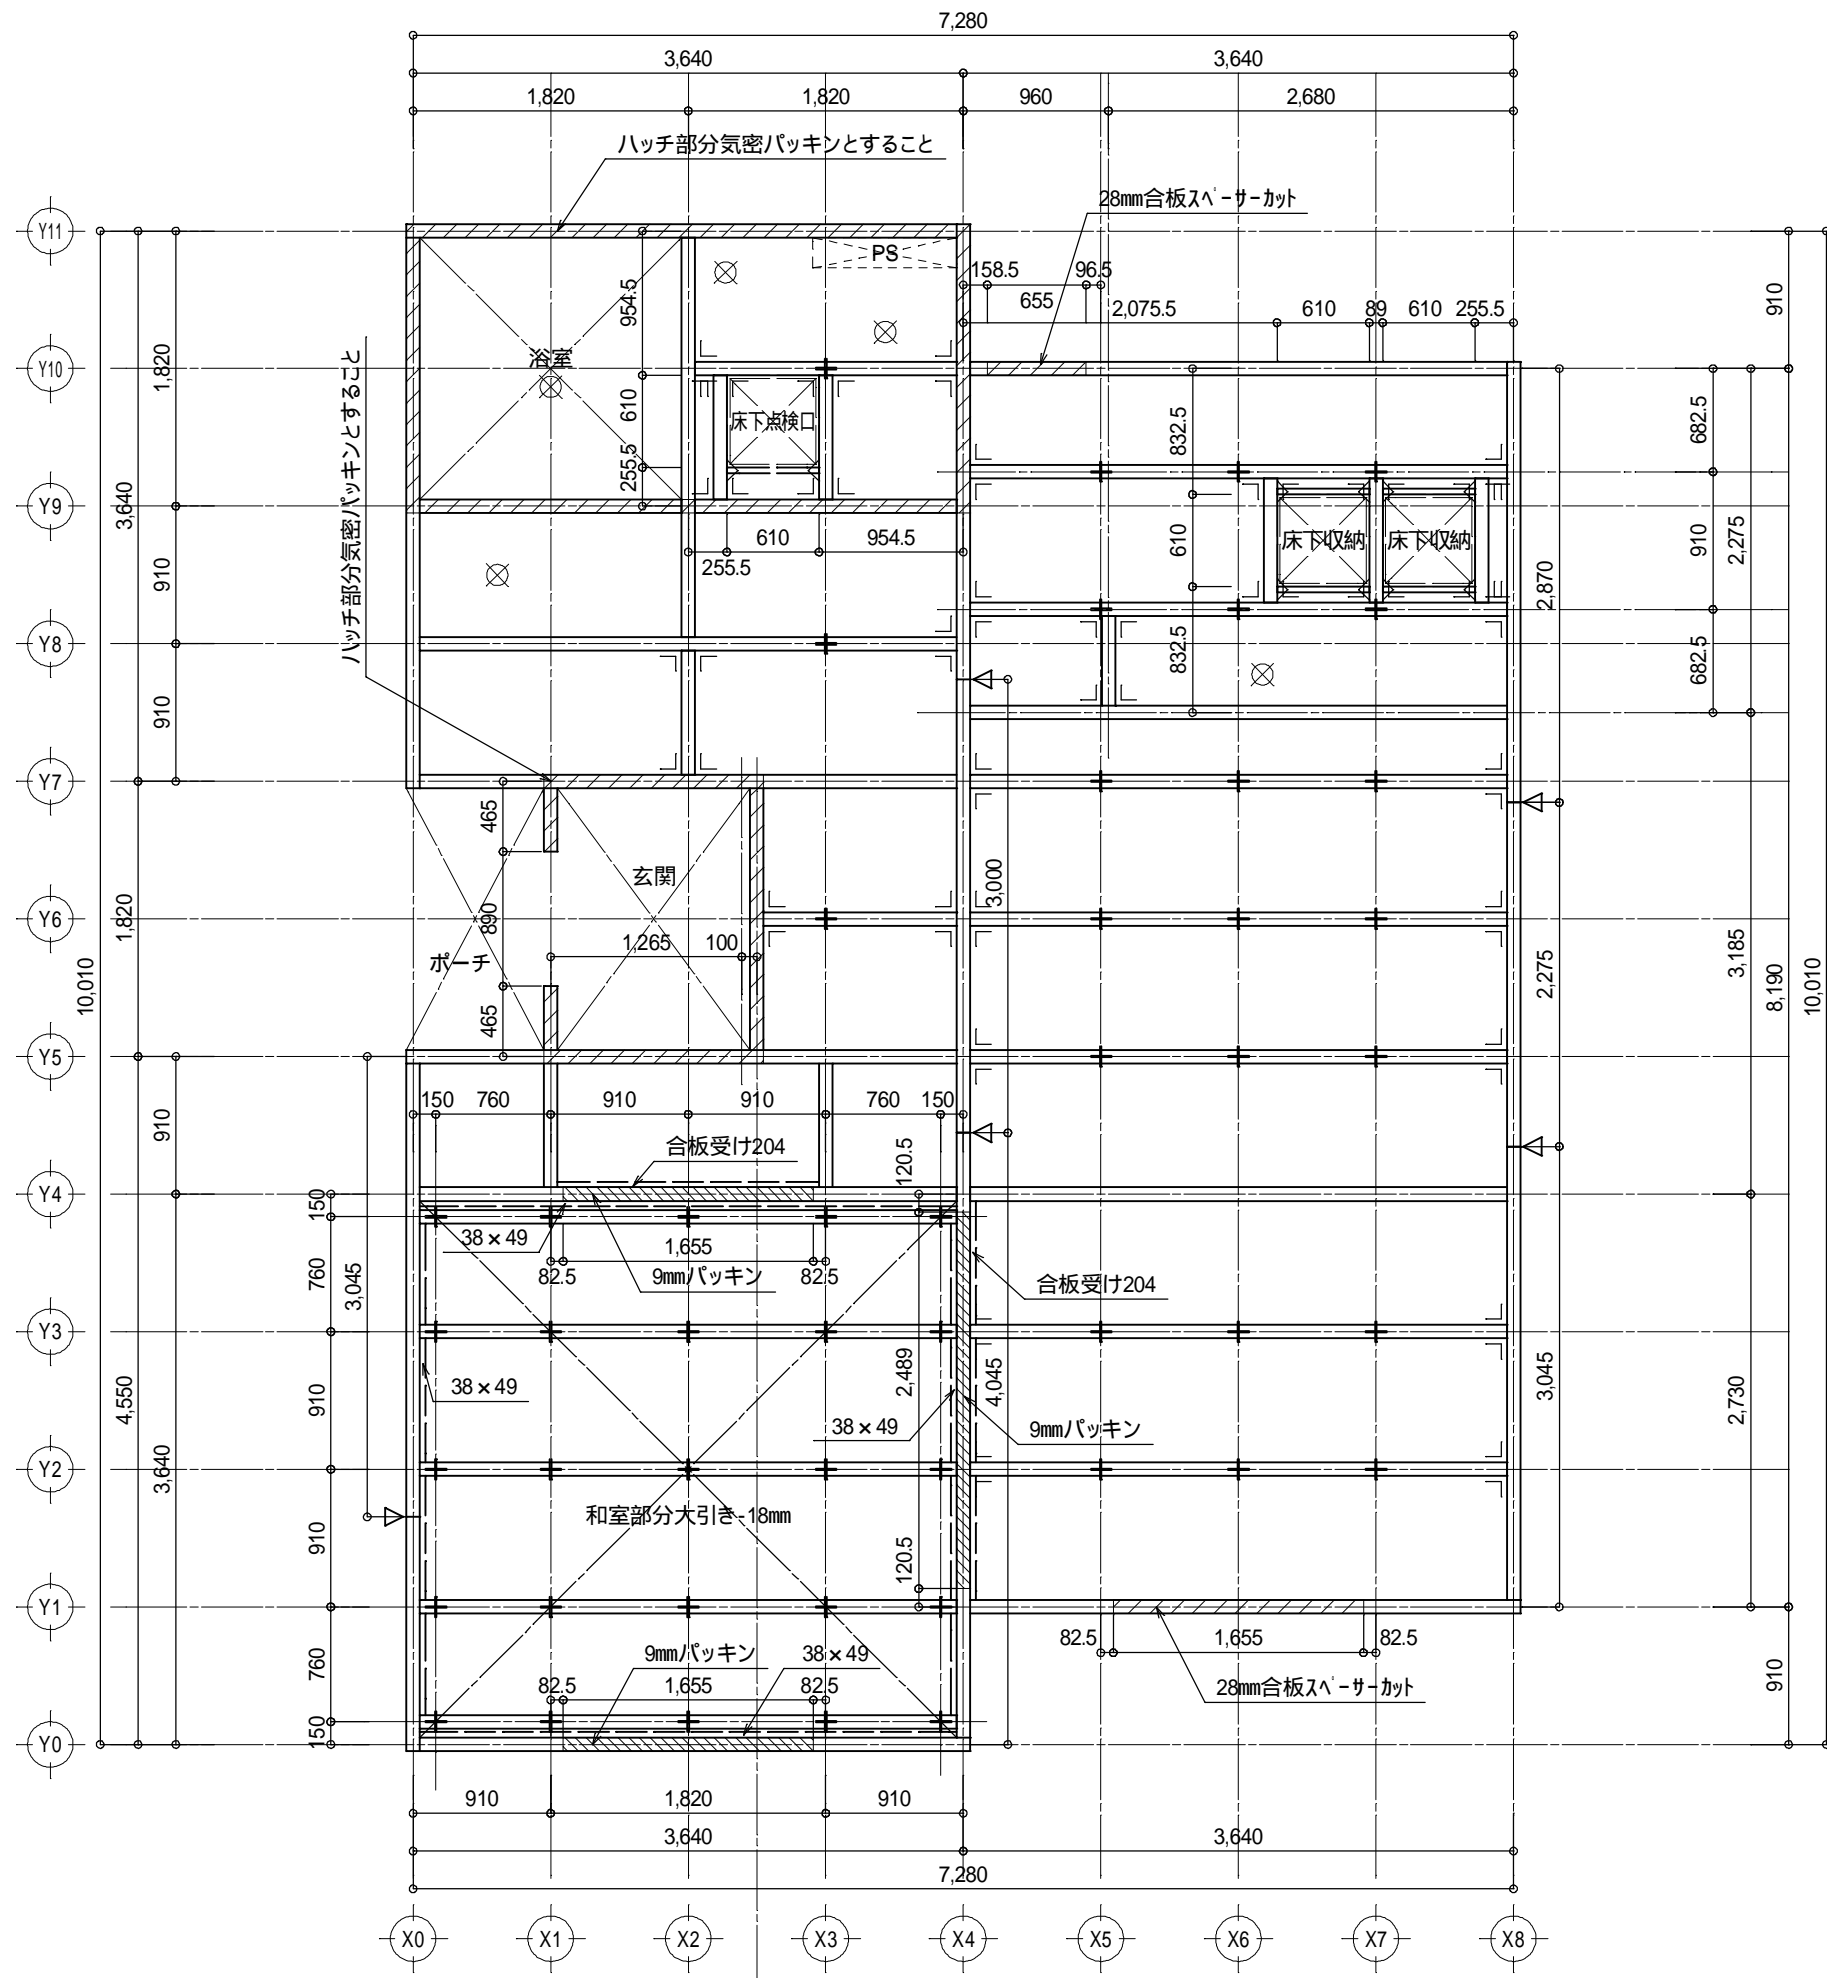 7,280
3,640 3,640
1,820 1,820 960 2,680
ハッチ部分気密パッキンとすること
28mm合板スペーサーカット
Y11
PS
158.5 96.5
655
2,075.5 610 89 610 255.5
954.5
910
ハッチ部分気密パッキンとすること
1,820
浴室
Y10
610
床下点検口
832.5
682.5
255.5
Y9
3,640
610 954.5
255.5
610
床下収納 床下収納
910
2,275
2,870
910
Y8
832.5
682.5
910
Y7
465
玄関
3,000
Y6
1,820
890
1,265 100
ポーチ
10,010
2,275
3,185
8,190
10,010
465
Y5
150 760 910 910 760 150
910
合板受け204
120.5
Y4
150
38×49
1,655
82.5 9mmパッキン 82.5
合板受け204
760
3,045
Y3
38×49
2,489
4,045
910
4,550
38×49
9mmパッキン
3,045
2,730
Y2
3,640
和室部分大引き-18mm
910
120.5
Y1
82.5 1,655 82.5
9mmパッキン 38×49
760
82.5 1,655 82.5
28mm合板スペーサーカット
910
150
Y0
910 1,820 910
3,640 3,640
7,280
X0 X1 X2 X3 X4 X5 X6 X7 X8